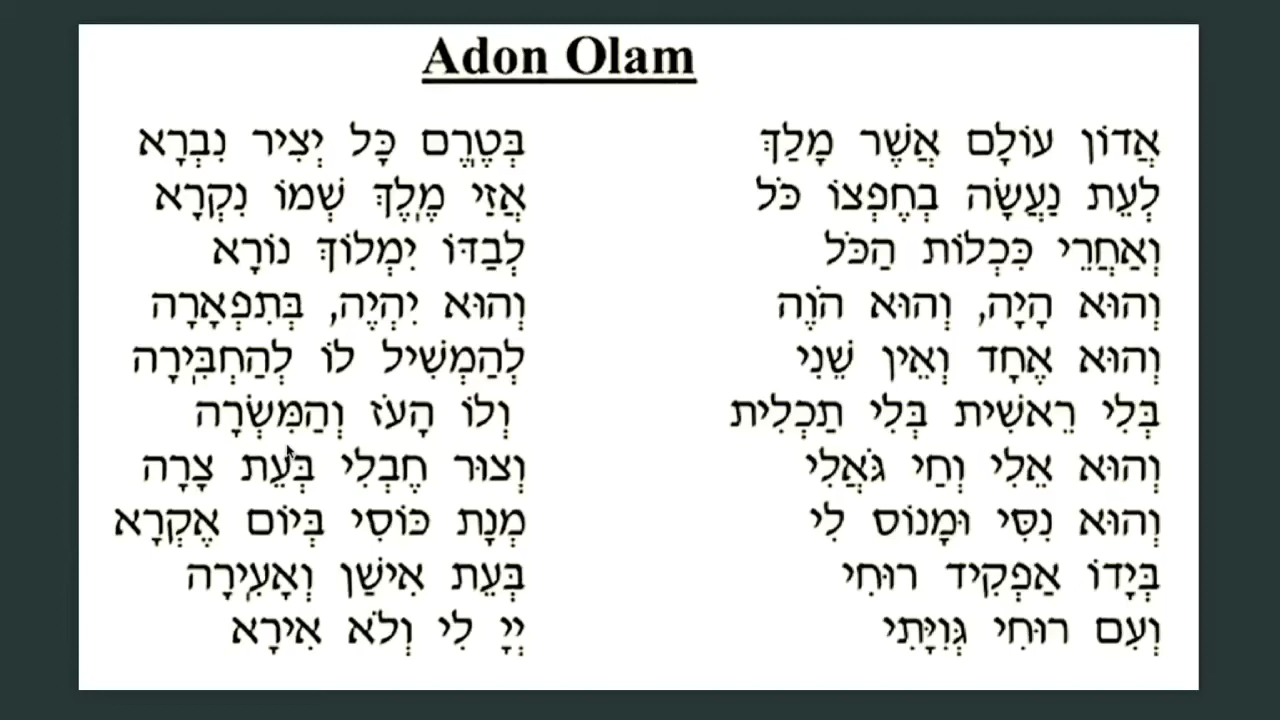 Adon Olam
אֲדוֹן עוֹלָם אֲשֶׁר מָלַךְ בְּטֶרֶם כָּל יְצִיר נִבְרָא
לְעֵת נַעֲשָׂה בְחֶפְצוֹ כֹּל אֲזַי מֶלֶךְ שְׁמוֹ נִקְרָא
וְאַחֲרֵי כִּכְלוֹת הַכֹּל לְבַדּוֹ יִמְלוֹךְ נוֹרָא
וְהוּא הָיָה, וְהוּא הֹוֶה וְהוּא יִהְיֶה, בְּתִפְאָרָה
וְהוּא אֶחָד וְאֵין שֵׁנִי לְהַמְשִׁיל לוֹ לְהַחְבִּירָה
בְּלִי רֵאשִׁית בְּלִי תַכְלִית וְלוֹ הָעֹז וְהַמִּשְׂרָה
וְהוּא אֵלִי וְחַי גֹּאֲלִי וְצוּר חֶבְלִי בְּעֵת צָרָה
וְהוּא נִסִּי וּמָנוֹס לִי מְנָת כּוֹסִי בְּיוֹם אֶקְרָא
בְּיָדוֹ אַפְקִיד רוּחִי בְּעֵת אִישַׁן וְאָעִירָה
וְעִם רוּחִי גְּוִיָּתִי יְיָ לִי וְלֹא אִירָא